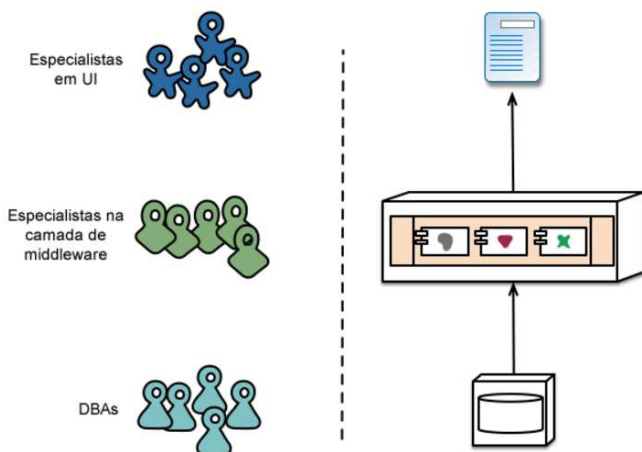 Especialistas
em UI
Especialistas na
camada de
middleware
DBAs